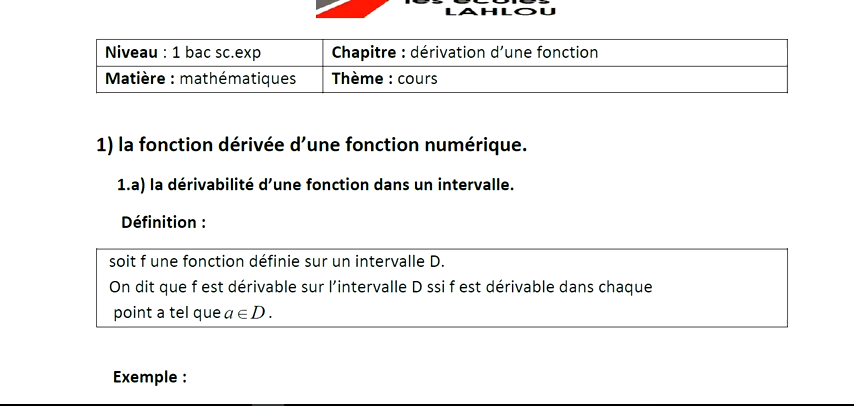 les écoles
LAHLOU
Niveau : 1 bac sc.exp
Chapitre : dérivation d’une fonction
Matière : mathématiques
Thème : cours
1) la fonction dérivée d’une fonction numérique.
1.a) la dérivabilité d’une fonction dans un intervalle.
Définition :
soit f une fonction définie sur un intervalle D.
On dit que f est dérivable sur l’intervalle D ssi f est dérivable dans chaque
point a tel que a ∈ D .
Exemple :